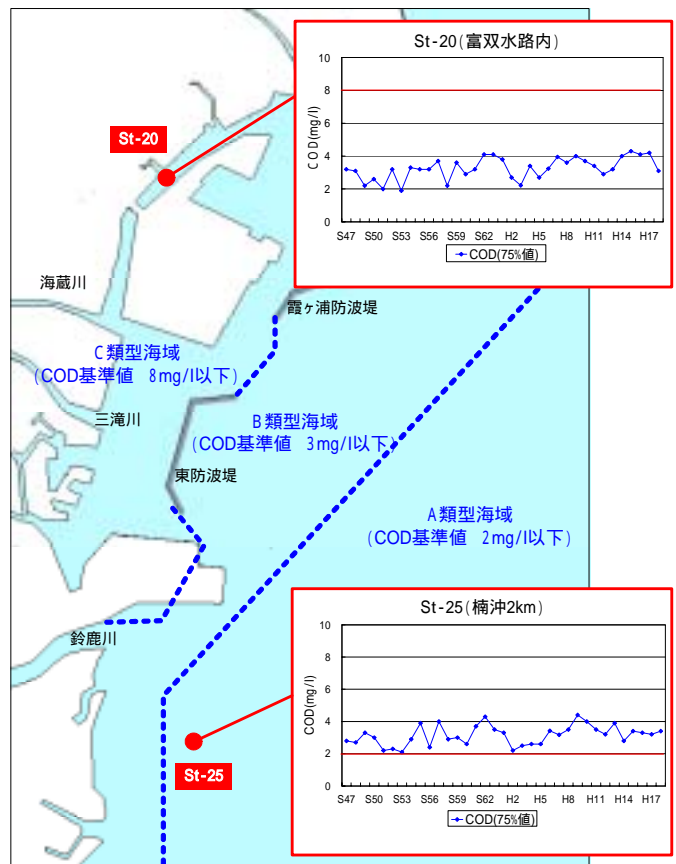 St-20(富双水路内)
COD(mg/l)
10
8
6
4
2
0
S47 S50 S53 S56 S59 S62 H2 H5 H8 H11 H14 H17
COD(75%値)
St-20
海蔵川
霞ヶ浦防波堤
C類型海域
(COD基準値 8mg/l以下)
三滝川
B類型海域
(COD基準値 3mg/l以下)
東防波堤
A類型海域
(COD基準値 2mg/l以下)
鈴鹿川
St-25
St-25(楠沖2km)
COD(mg/l)
10
8
6
4
2
0
S47 S50 S53 S56 S59 S62 H2 H5 H8 H11 H14 H17
COD(75%値)